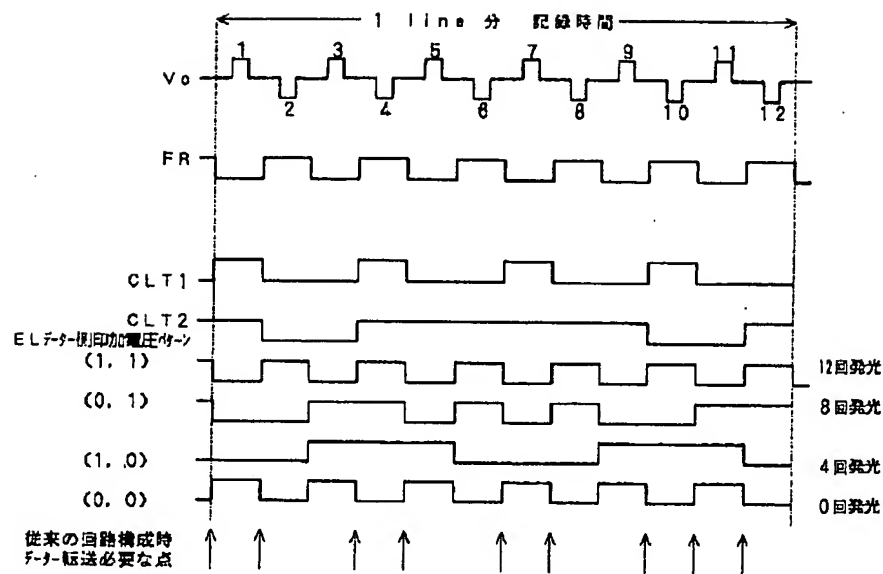 1 line 分 記録時間
1 3 5 7 9 11
Vo
2 4 6 8 10 12
FR
CLT1
CLT2
ELデーター側印加電圧パターン
(1, 1) 12回発光
(0, 1) 8回発光
(1, 0) 4回発光
(0, 0) 0回発光
従来の回路構成時
データー転送必要な点